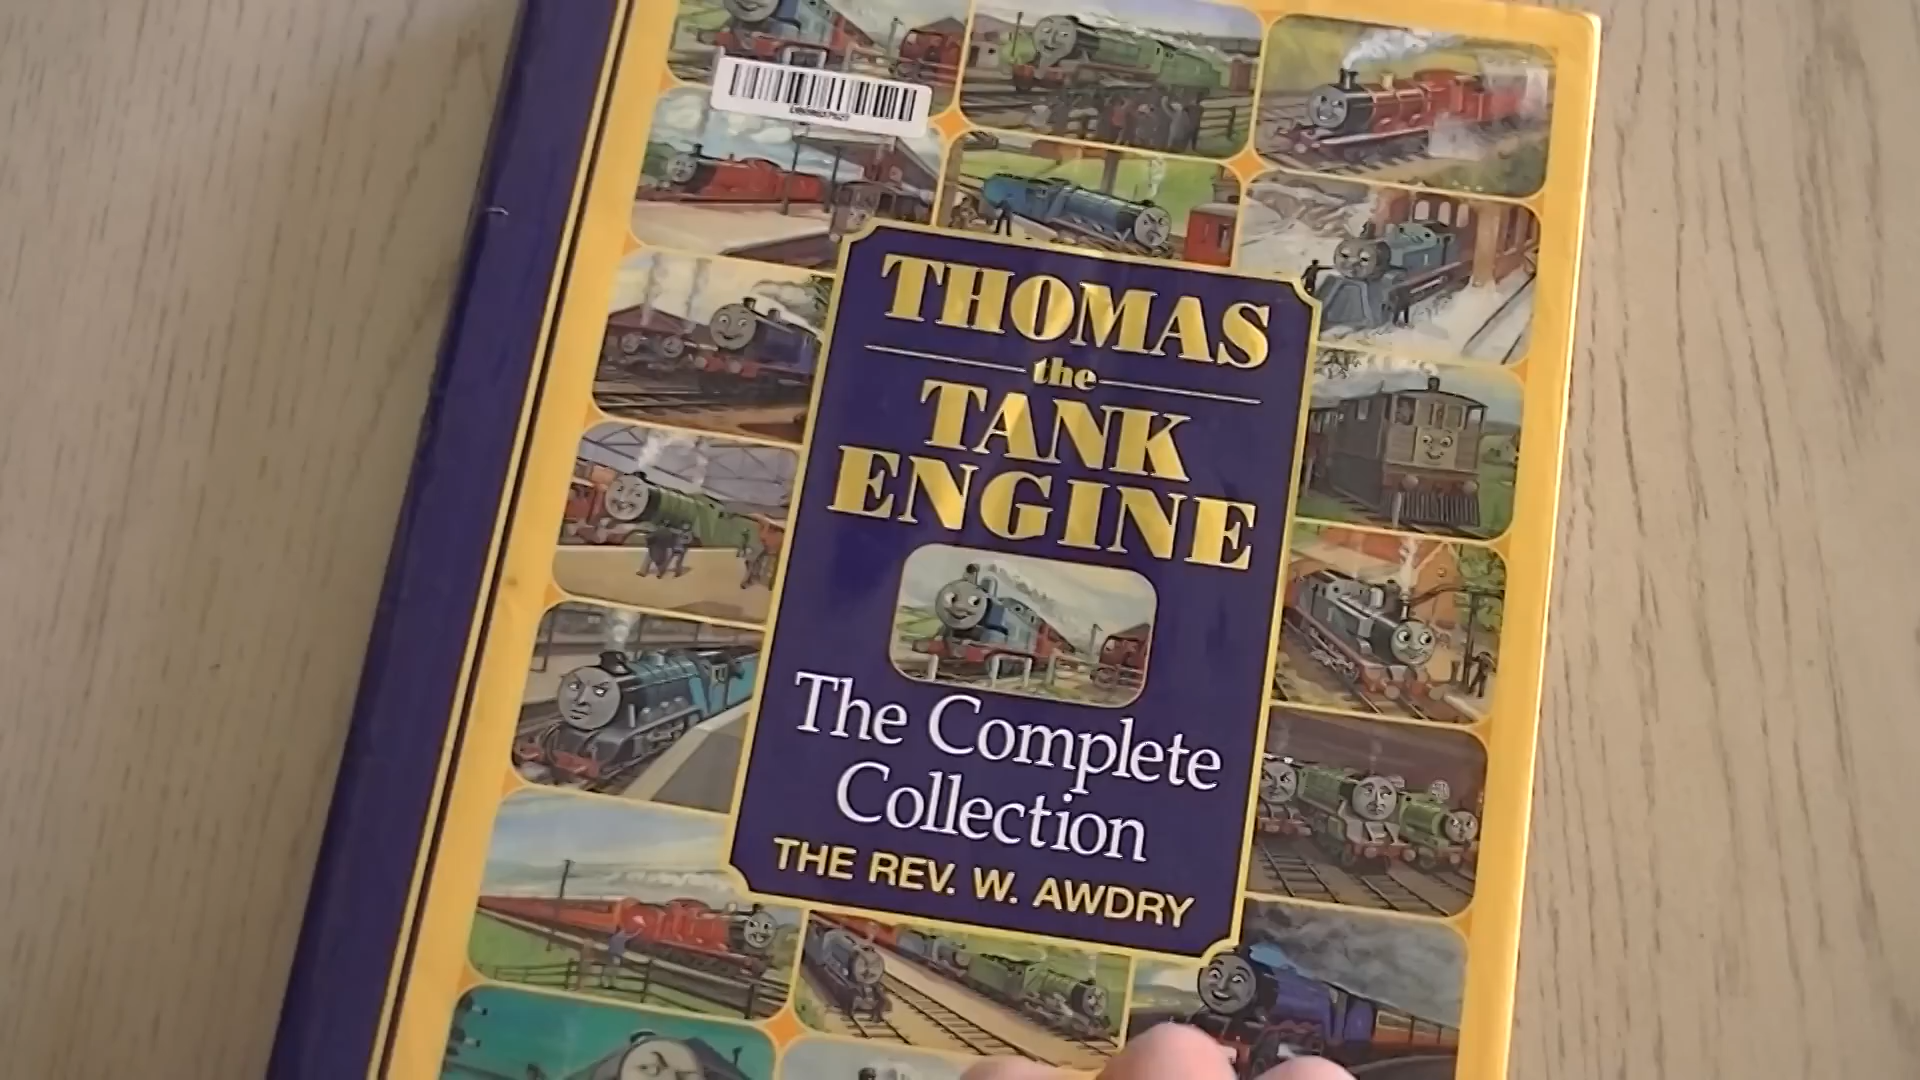 THOMAS
the
TANK
ENGINE
The Complete
Collection
THE REV. W. AWDRY